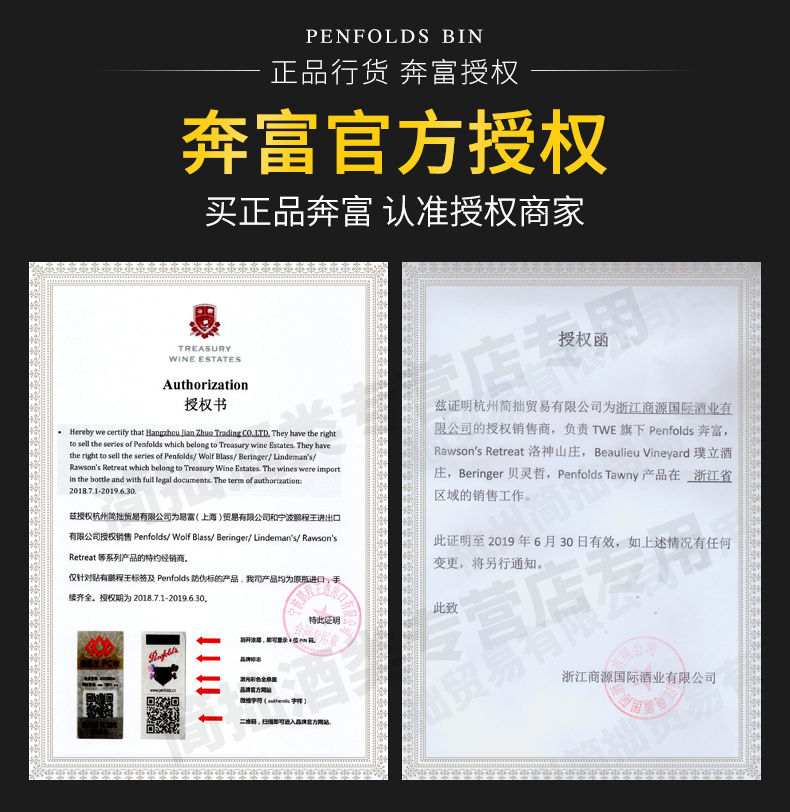 PENFOLDS BIN
正品行货 奔富授权
奔富官方授权
买正品奔富 认准授权商家
TREASURY
WINE ESTATES
Authorization
授权书
Hereby we certify that Hangzhou Jian Zhuo Trading CO.,LTD. They have the right
to sell the series of Penfolds which belong to Treasury wine Estates. They have
the right to sell the series of Penfolds/ Wolf Blass/ Beringer/ Lindeman's/
Rawson's Retreat which belong to Treasury Wine Estates. The wines were import
in the bottle and with full legal documents. The term of authorization:
2018.7.1-2019.6.30.
兹授权杭州简拙贸易有限公司为易富（上海）贸易有限公司和宁波鹏程王进出口
有限公司授权销售 Penfolds/ Wolf Blass/ Beringer/ Lindeman's/ Rawson's
Retreat 等系列产品的特约经销商。
仅针对贴有鹏程王标签及 Penfolds 防伪标的产品，我司产品均为原瓶进口，手
续齐全。授权期为 2018.7.1-2019.6.30。
特此证明
刮开涂层，即可显示 4 位 PIN 码。
品牌标志
激光彩色全息面
品牌官方网站
微缩字符（authentic 字样）
二维码，扫描即可进入品牌官方网站。
PCW
Penfolds
www.penfolds.cn
授权函
兹证明杭州简拙贸易有限公司为浙江商源国际酒业有
限公司的授权销售商，负责 TWE 旗下 Penfolds 奔富，
Rawson's Retreat 洛神山庄，Beaulieu Vineyard 璞立酒
庄，Beringer 贝灵哲，Penfolds Tawny 产品在 浙江省
区域的销售工作。
此证明至 2019 年 6 月 30 日有效，如上述情况有任何
变更，将另行通知。
此致
浙江商源国际酒业有限公司
简拙酒类专营店专用